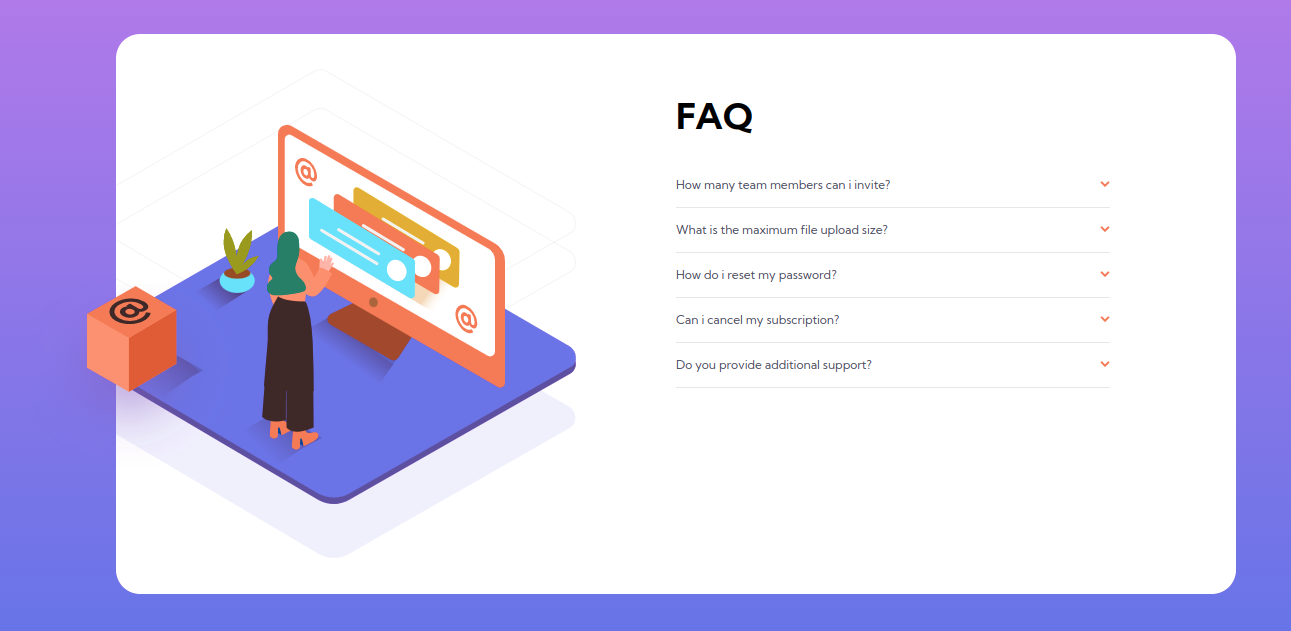 FAQ
How many team members can i invite?
What is the maximum file upload size?
How do i reset my password?
Can i cancel my subscription?
Do you provide additional support?
@
@
@